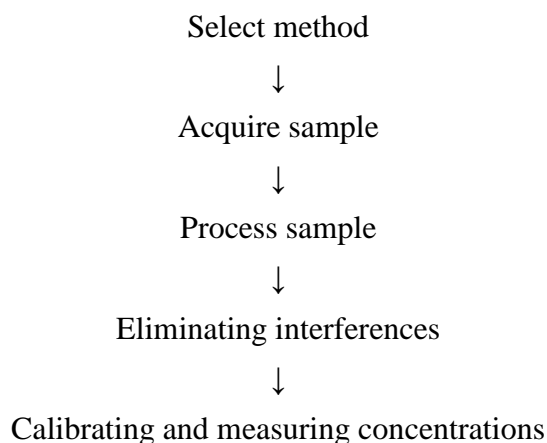 Select method
↓
Acquire sample
↓
Process sample
↓
Eliminating interferences
↓
Calibrating and measuring concentrations